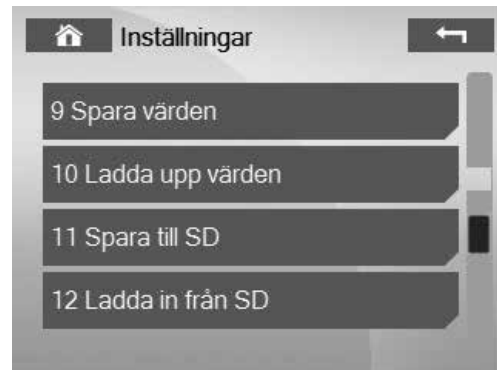 Inställningar
9 Spara värden
10 Ladda upp värden
11 Spara till SD
12 Ladda in från SD